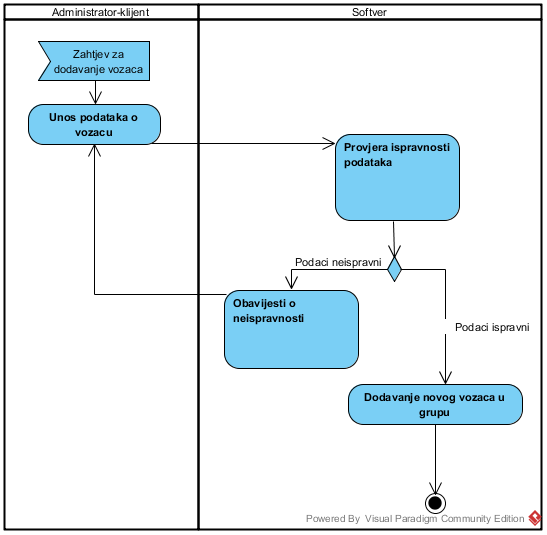 Administrator-klijent
Softver
Zahtjev za
dodavanje vozaca
Unos podataka o
vozacu
Provjera ispravnosti
podataka
Podaci neispravni
Obavijesti o
neispravnosti
Podaci ispravni
Dodavanje novog vozaca u
grupu
Powered By Visual Paradigm Community Edition